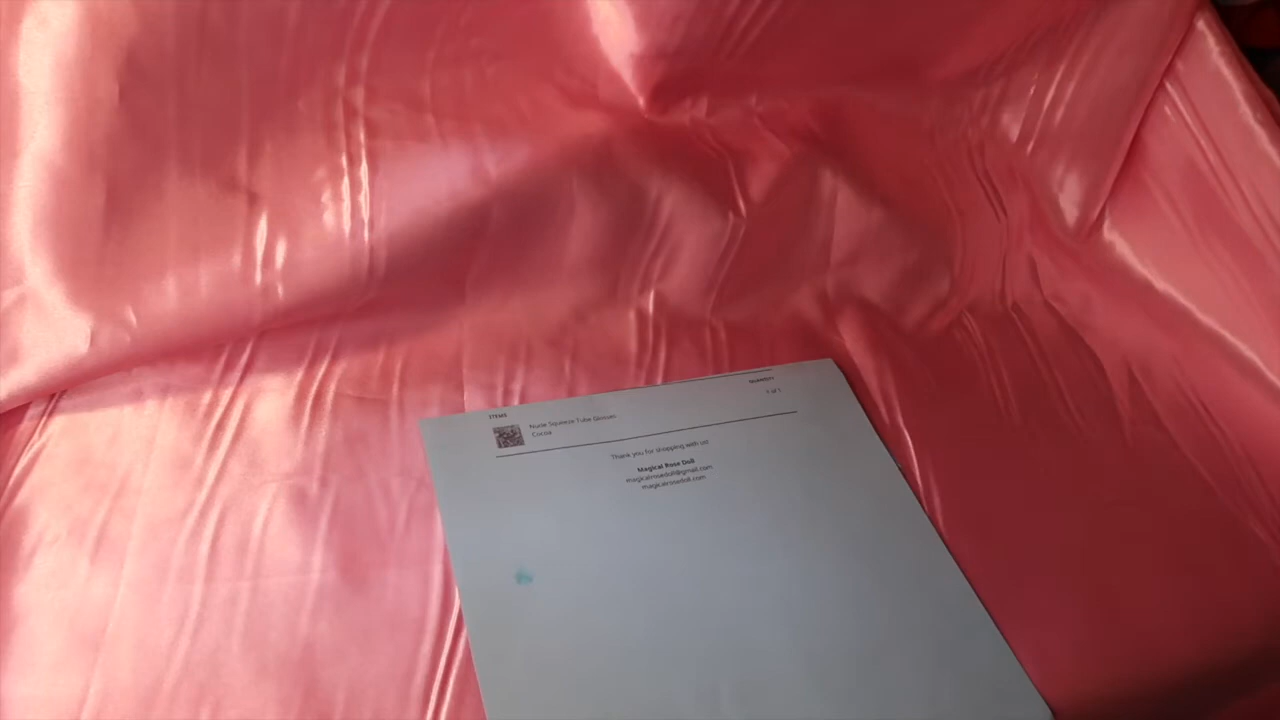 ITEMS
QUANTITY
Nude Squeeze Tube Glosses
1 of 1
Cocoa
Thank you for shopping with us!
Magical Rose Doll
magicalrosedoll@gmail.com
magicalrosedoll.com